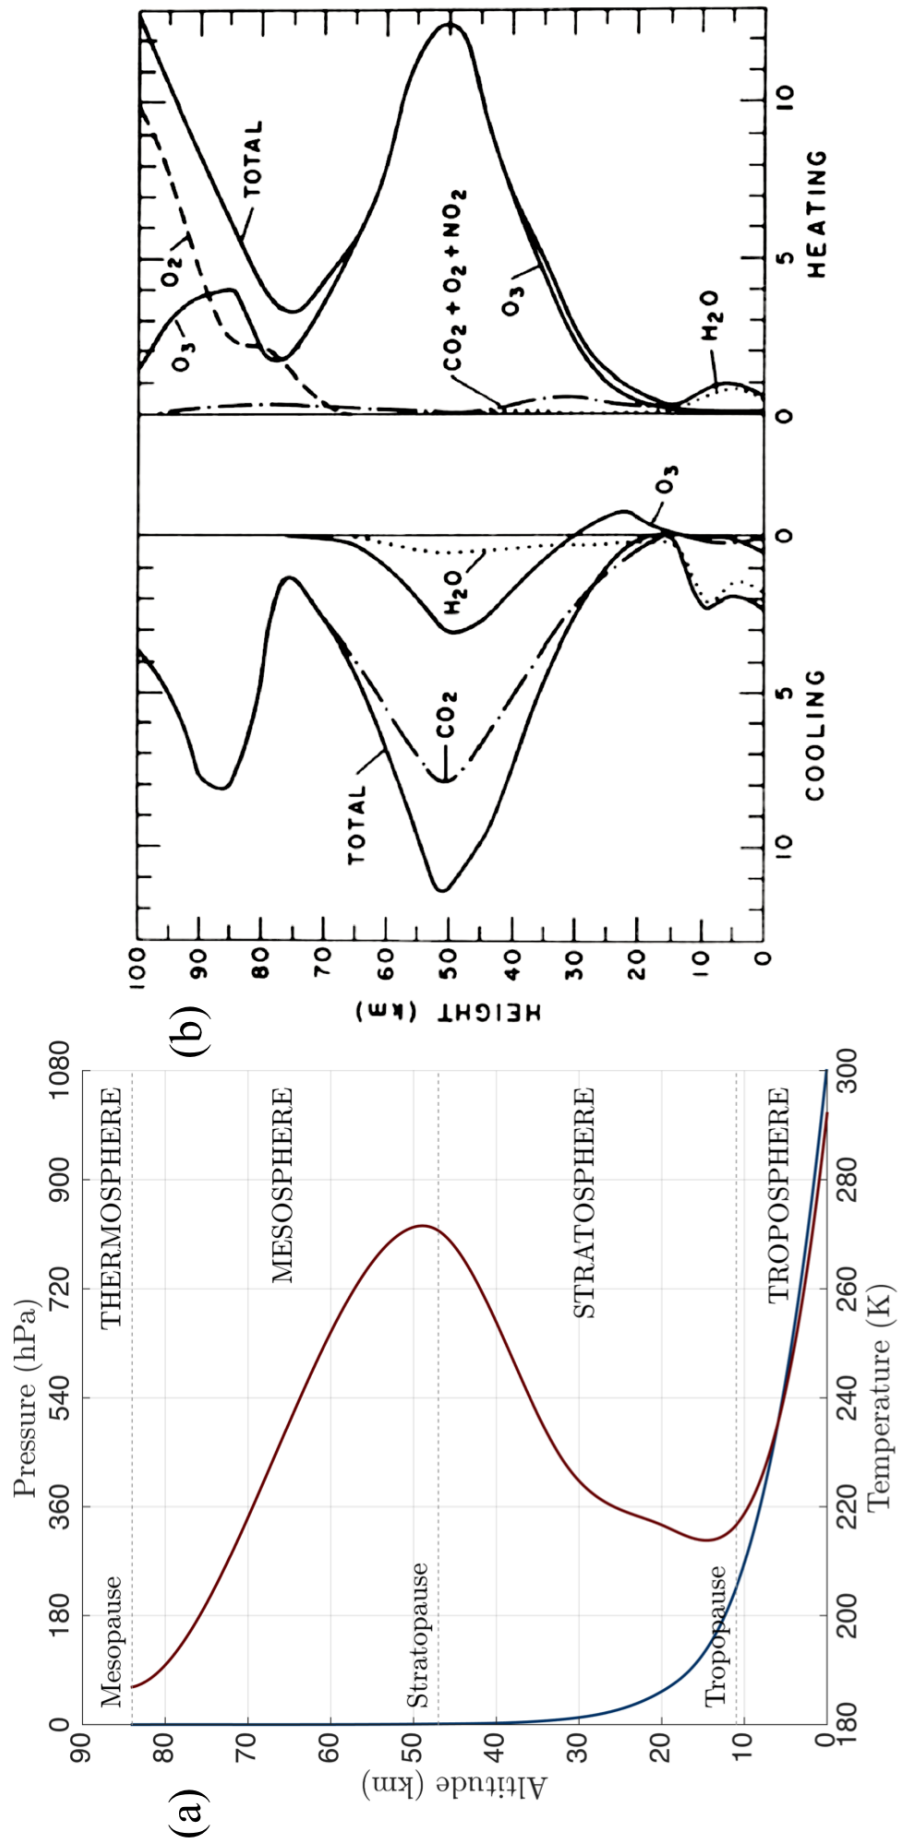 (a)
Pressure (hPa)
0 180 360 540 720 900 1080
Altitude (km)
90
80
70
60
50
40
30
20
10
0
Mesopause
THERMOSPHERE
MESOSPHERE
Stratopause
STRATOSPHERE
Tropopause
TROPOSPHERE
180 200 220 240 260 280 300
Temperature (K)
(b)
HEIGHT (km)
100
90
80
70
60
50
40
30
20
10
0
TOTAL
CO2
H2O
O3
O3
O2
TOTAL
CO2 + O2 + NO2
O3
H2O
10 5 0 0 5 10
COOLING HEATING